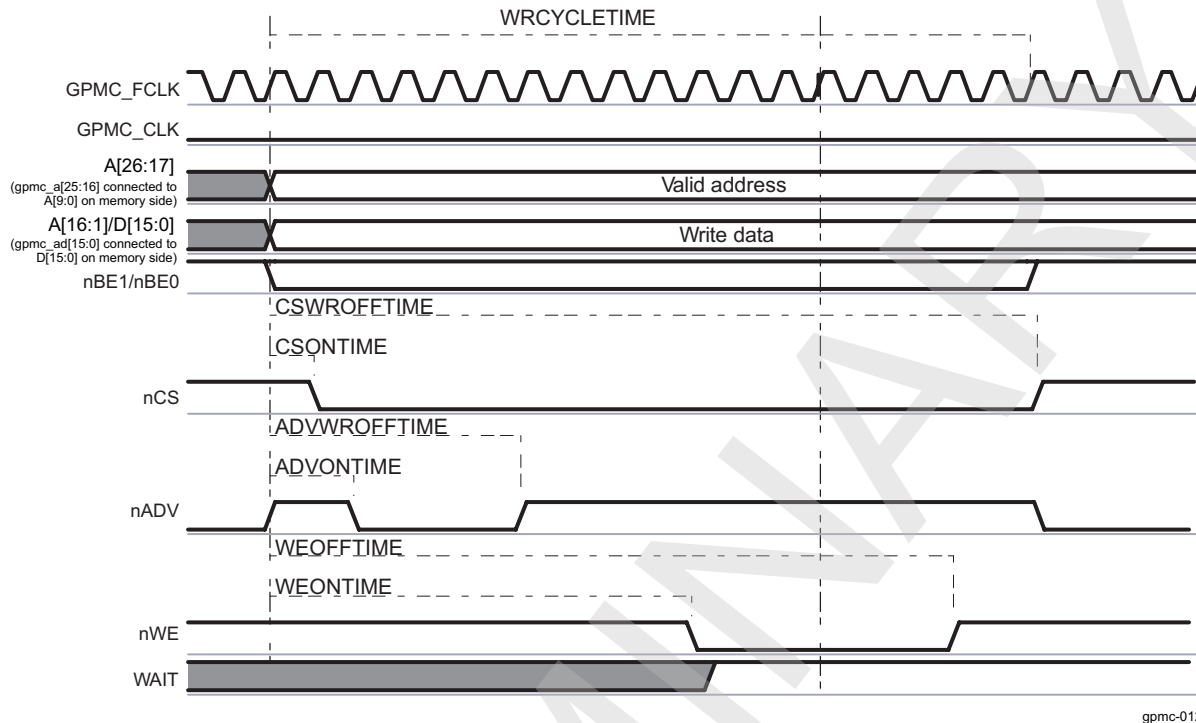 WRCYCLETIME
GPMC_FCLK
GPMC_CLK
A[26:17]
(gpmc_a[25:16] connected to
A[9:0] on memory side)
Valid address
A[16:1]/D[15:0]
(gpmc_ad[15:0] connected to
D[15:0] on memory side)
Write data
nBE1/nBE0
CSWROFFTIME
CSONTIME
nCS
ADVWROFFTIME
ADVONTIME
nADV
WEOFFTIME
WEONTIME
nWE
WAIT